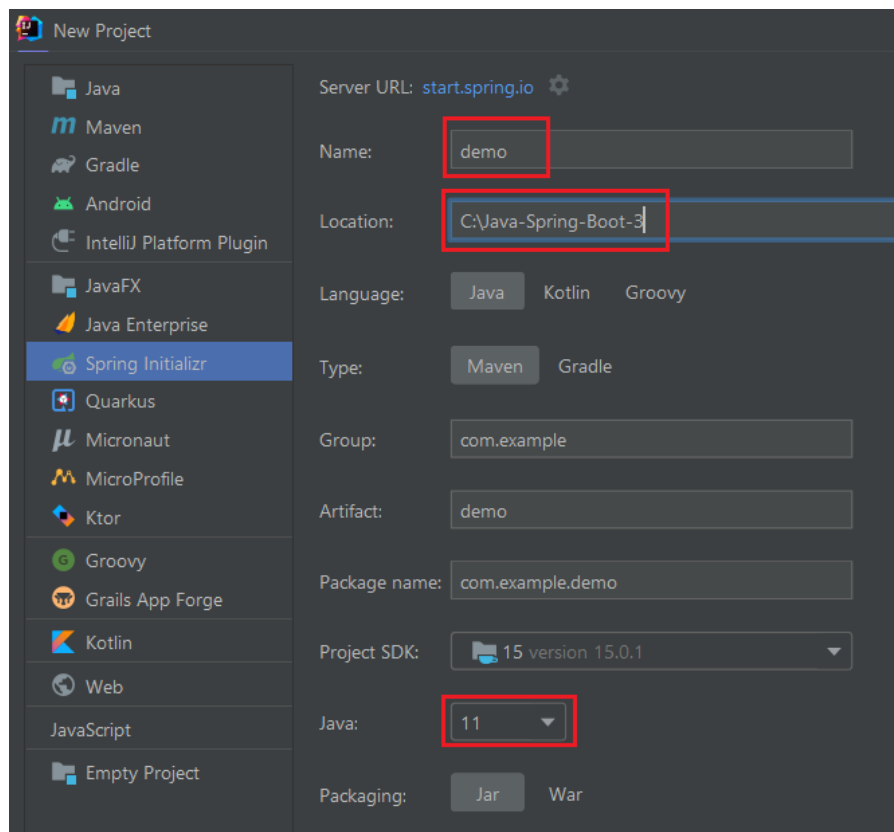 New Project
Java
Maven
Gradle
Android
IntelliJ Platform Plugin
JavaFX
Java Enterprise
Spring Initializr
Quarkus
Micronaut
MicroProfile
Ktor
Groovy
Grails App Forge
Kotlin
Web
JavaScript
Empty Project
Server URL: start.spring.io
Name: demo
Location: C:\Java-Spring-Boot-3
Language: Java Kotlin Groovy
Type: Maven Gradle
Group: com.example
Artifact: demo
Package name: com.example.demo
Project SDK: 15 version 15.0.1
Java: 11
Packaging: Jar War